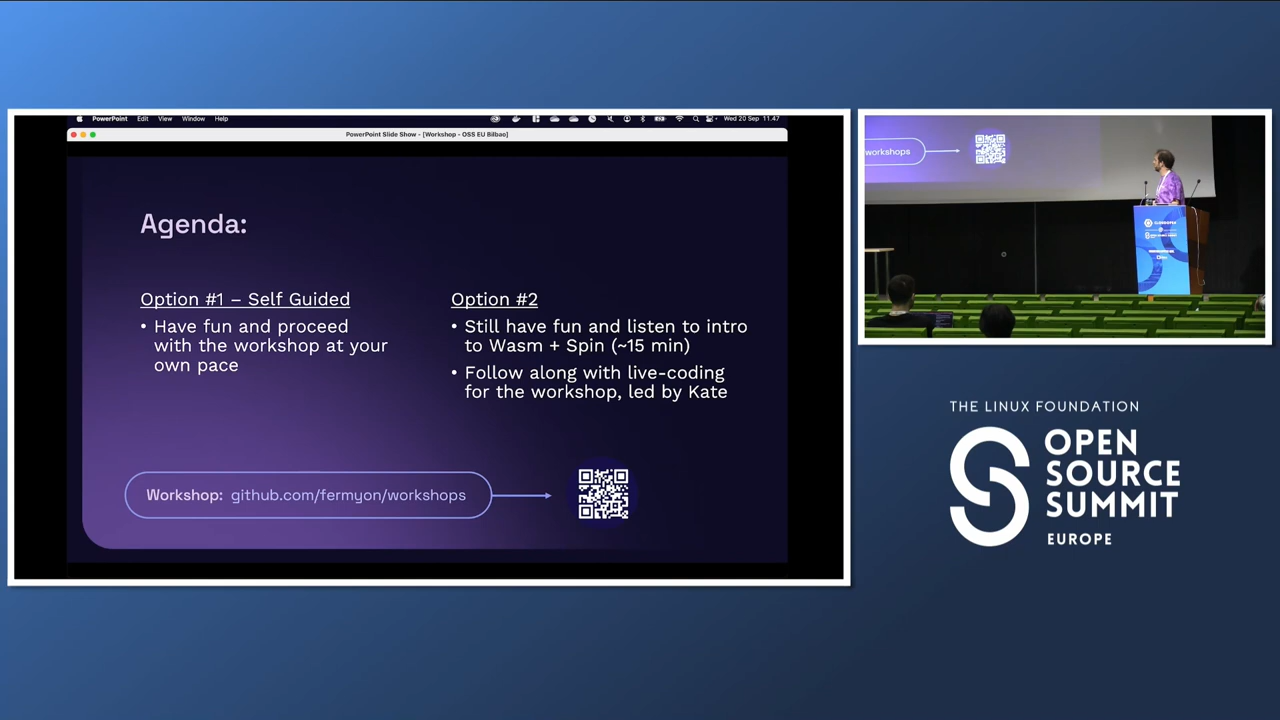 PowerPoint Edit View Window Help Wed 20 Sep 11.47
PowerPoint Slide Show - [Workshop - OSS EU Bilbao]
Agenda:
Option #1 – Self Guided
• Have fun and proceed
with the workshop at your
own pace
Option #2
• Still have fun and listen to intro
to Wasm + Spin (~15 min)
• Follow along with live-coding
for the workshop, led by Kate
Workshop: github.com/fermyon/workshops
workshops
THE LINUX FOUNDATION
OPEN
SOURCE
SUMMIT
EUROPE